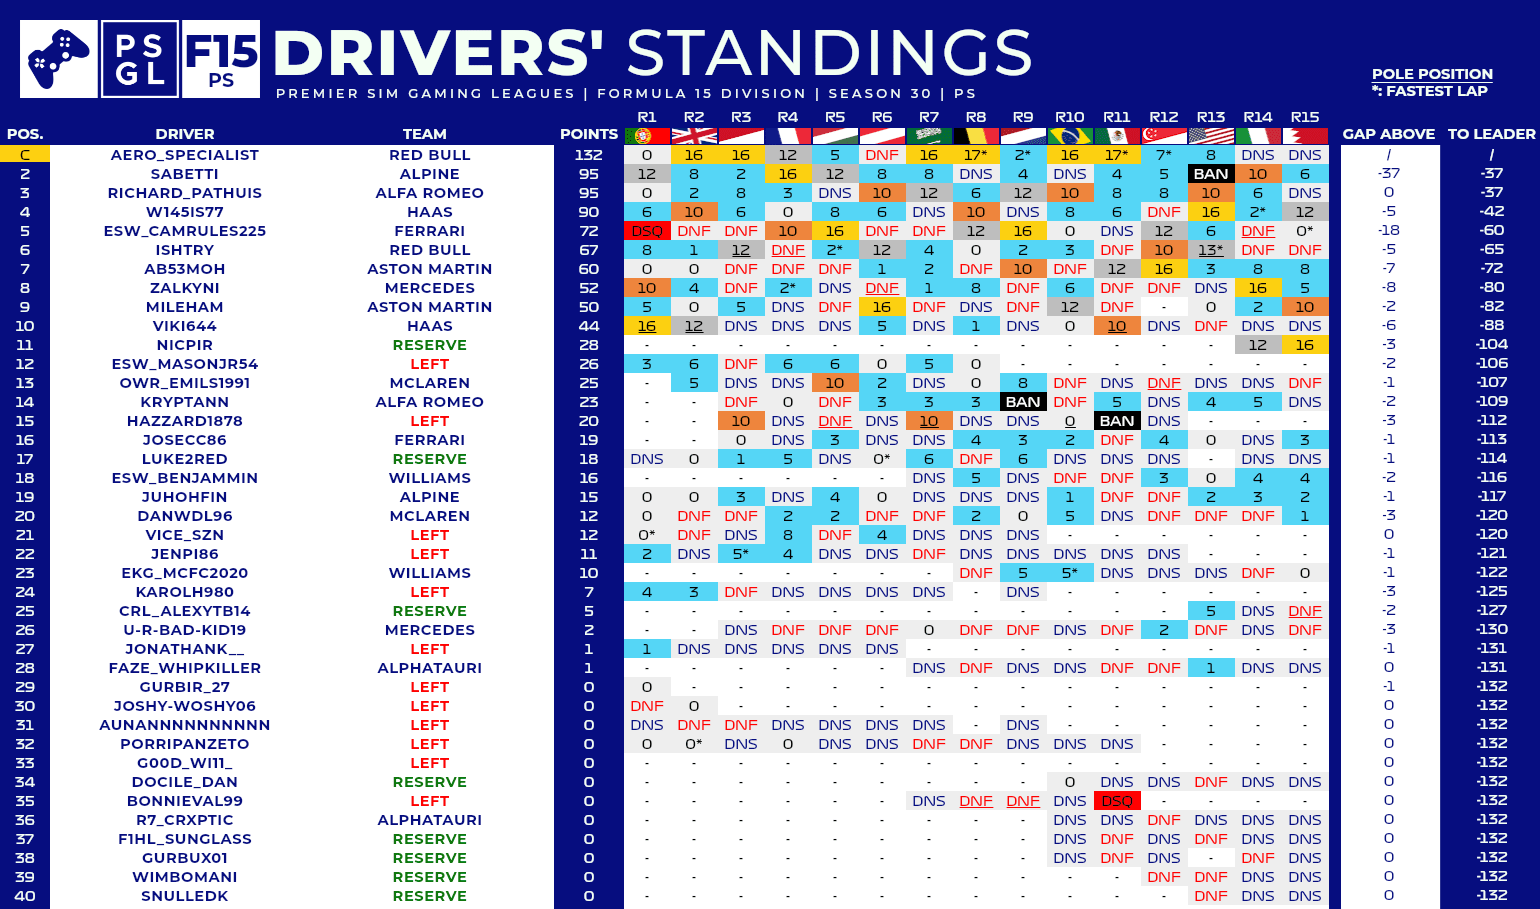 PS GL F15 PS DRIVERS' STANDINGS
PREMIER SIM GAMING LEAGUES | FORMULA 15 DIVISION | SEASON 30 | PS
POLE POSITION
*: FASTEST LAP
R1 R2 R3 R4 R5 R6 R7 R8 R9 R10 R11 R12 R13 R14 R15
POS. DRIVER TEAM POINTS GAP ABOVE TO LEADER
C AERO_SPECIALIST RED BULL 132 0 16 16 12 5 DNF 16 17* 2* 16 17* 7* 8 DNS DNS / /
2 SABETTI ALPINE 95 12 8 2 16 12 8 8 DNS 4 DNS 4 5 BAN 10 6 -37 -37
3 RICHARD_PATHUIS ALFA ROMEO 95 0 2 8 3 DNS 10 12 6 12 10 8 8 10 6 DNS 0 -37
4 W145IS77 HAAS 90 6 10 6 0 8 6 DNS 10 DNS 8 6 DNF 16 2* 12 -5 -42
5 ESW_CAMRULES225 FERRARI 72 DSQ DNF DNF 10 16 DNF DNF 12 16 0 DNS 12 6 DNF 0* -18 -60
6 ISHTRY RED BULL 67 8 1 12 DNF 2* 12 4 0 2 3 DNF 10 13* DNF DNF -5 -65
7 AB53MOH ASTON MARTIN 60 0 0 DNF DNF DNF 1 2 DNF 10 DNF 12 16 3 8 8 -7 -72
8 ZALKYNI MERCEDES 52 10 4 DNF 2* DNS DNF 1 8 DNF 6 DNF DNF DNS 16 5 -8 -80
9 MILEHAM ASTON MARTIN 50 5 0 5 DNS DNF 16 DNF DNS DNF 12 DNF - 0 2 10 -2 -82
10 VIKI644 HAAS 44 16 12 DNS DNS DNS 5 DNS 1 DNS 0 10 DNS DNF DNS DNS -6 -88
11 NICPIR RESERVE 28 - - - - - - - - - - - - - 12 16 -3 -104
12 ESW_MASONJR54 LEFT 26 3 6 DNF 6 6 0 5 0 - - - - - - - -2 -106
13 OWR_EMILS1991 MCLAREN 25 - 5 DNS DNS 10 2 DNS 0 8 DNF DNS DNF DNS DNS DNF -1 -107
14 KRYPTANN ALFA ROMEO 23 - - DNF 0 DNF 3 3 3 BAN DNF 5 DNS 4 5 DNS -2 -109
15 HAZZARD1878 LEFT 20 - - 10 DNS DNF DNS 10 DNS DNS 0 BAN DNS - - - -3 -112
16 JOSECC86 FERRARI 19 - - 0 DNS 3 DNS DNS 4 3 2 DNF 4 0 DNS 3 -1 -113
17 LUKE2RED RESERVE 18 DNS 0 1 5 DNS 0* 6 DNF 6 DNS DNS DNS - DNS DNS -1 -114
18 ESW_BENJAMMIN WILLIAMS 16 - - - - - - DNS 5 DNS DNF DNF 3 0 4 4 -2 -116
19 JUHOHFIN ALPINE 15 0 0 3 DNS 4 0 DNS DNS DNS 1 DNF DNF 2 3 2 -1 -117
20 DANWDL96 MCLAREN 12 0 DNF DNF 2 2 DNF DNF 2 0 5 DNS DNF DNF DNF 1 -3 -120
21 VICE_SZN LEFT 12 0* DNF DNS 8 DNF 4 DNS DNS DNS - - - - - - 0 -120
22 JENPI86 LEFT 11 2 DNS 5* 4 DNS DNS DNF DNS DNS DNS DNS DNS - - - -1 -121
23 EKG_MCFC2020 WILLIAMS 10 - - - - - - - DNF 5 5* DNS DNS DNS DNF 0 -1 -122
24 KAROLH980 LEFT 7 4 3 DNF DNS DNS DNS DNS - DNS - - - - - - -3 -125
25 CRL_ALEXYTB14 RESERVE 5 - - - - - - - - - - - - 5 DNS DNF -2 -127
26 U-R-BAD-KID19 MERCEDES 2 - - DNS DNF DNF DNF 0 DNF DNF DNS DNF 2 DNF DNS DNF -3 -130
27 JONATHANK__ LEFT 1 1 DNS DNS DNS DNS DNS - - - - - - - - - -1 -131
28 FAZE_WHIPKILLER ALPHATAURI 1 - - - - - - DNS DNF DNS DNS DNF DNF 1 DNS DNS 0 -131
29 GURBIR_27 LEFT 0 0 - - - - - - - - - - - - - - -1 -132
30 JOSHY-WOSHY06 LEFT 0 DNF 0 - - - - - - - - - - - - - 0 -132
31 AUNANNNNNNNNNN LEFT 0 DNS DNF DNF DNS DNS DNS DNS - DNS - - - - - - 0 -132
32 PORRIPANZETO LEFT 0 0 0* DNS 0 DNS DNS DNF DNF DNS DNS DNS - - - - 0 -132
33 G00D_WI11_ LEFT 0 - - - - - - - - - - - - - - - 0 -132
34 DOCILE_DAN RESERVE 0 - - - - - - - - - 0 DNS DNS DNF DNS DNS 0 -132
35 BONNIEVAL99 LEFT 0 - - - - - - DNS DNF DNF DNS DSQ - - - - 0 -132
36 R7_CRXPTIC ALPHATAURI 0 - - - - - - - - - DNS DNS DNF DNS DNS DNS 0 -132
37 F1HL_SUNGLASS RESERVE 0 - - - - - - - - - DNS DNF DNS DNF DNS DNS 0 -132
38 GURBUX01 RESERVE 0 - - - - - - - - - DNS DNF DNS - DNF DNS 0 -132
39 WIMBOMANI RESERVE 0 - - - - - - - - - - - DNF DNF DNS DNS 0 -132
40 SNULLEDK RESERVE 0 - - - - - - - - - - - - DNF DNS DNS 0 -132